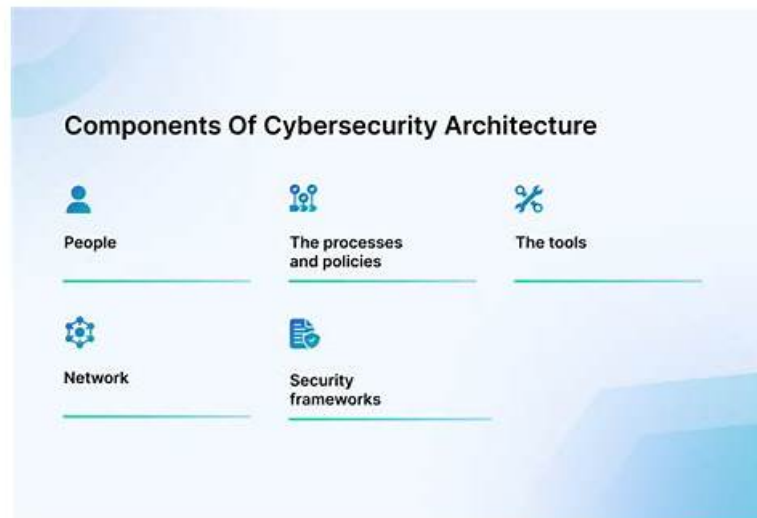 Components Of Cybersecurity Architecture
People
The processes
and policies
The tools
Network
Security
frameworks